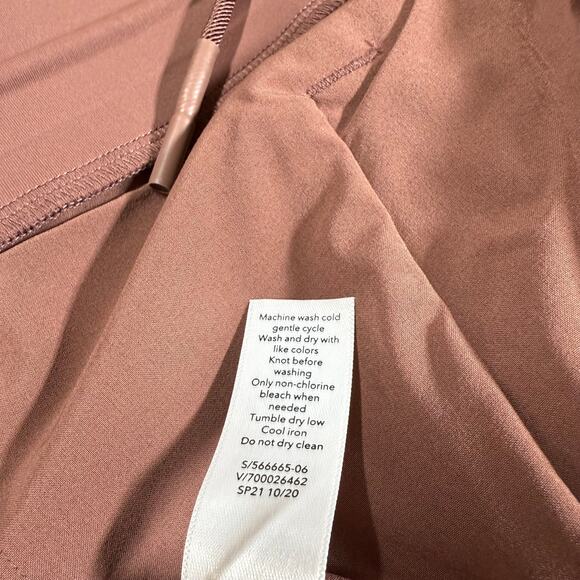 Machine wash cold
gentle cycle
Wash and dry with
like colors
Knot before
washing
Only non-chlorine
bleach when
needed
Tumble dry low
Cool iron
Do not dry clean
S/566665-06
V/700026462
SP21 10/20